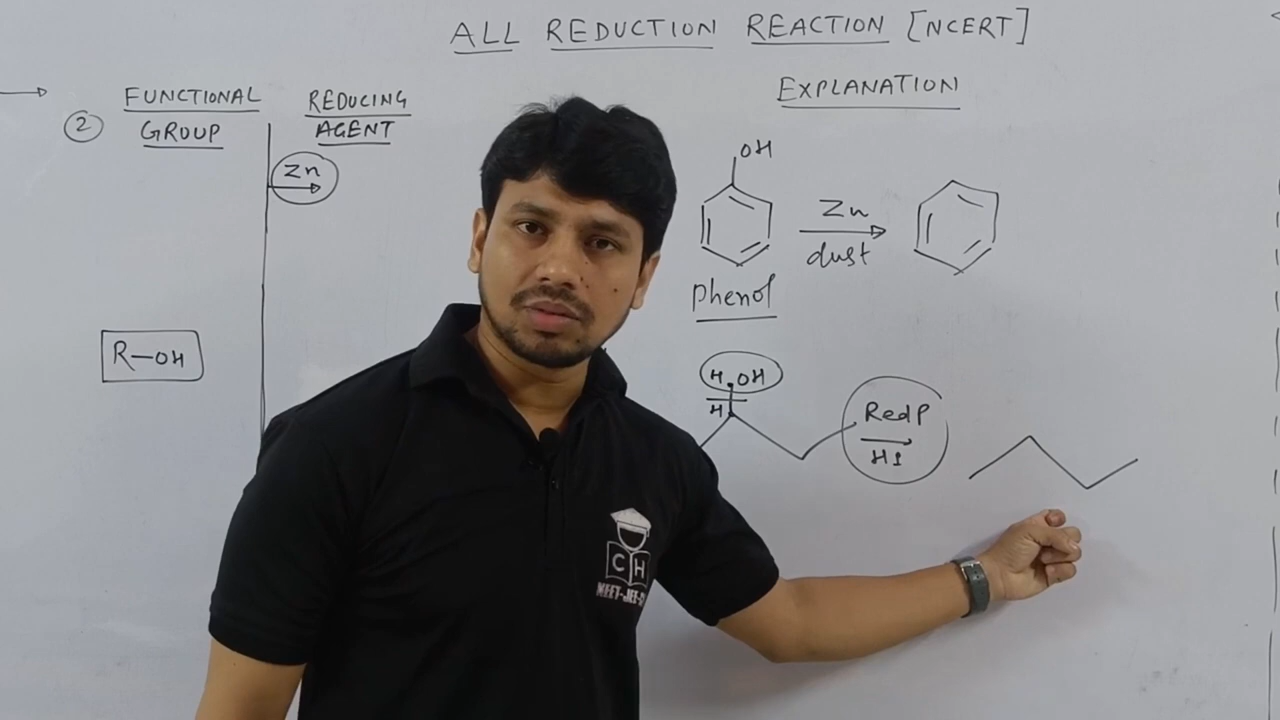 ALL REDUCTION REACTION [NCERT]
② FUNCTIONAL GROUP
REDUCING AGENT
EXPLANATION
Zn
OH
Zn
dust
Phenol
R-OH
H OH
H
Red P
HI
C H